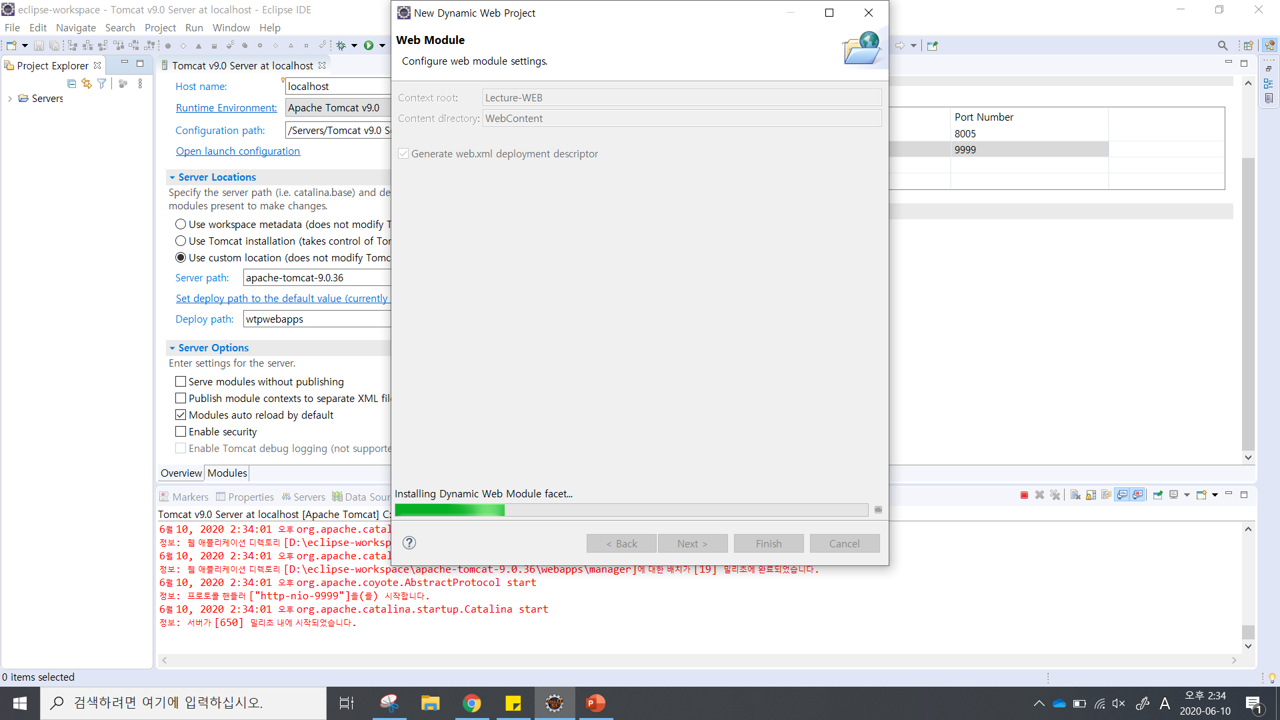 eclipse-workspace - Tomcat v9.0 Server at localhost - Eclipse IDE
File Edit Navigate Search Project Run Window Help
Project Explorer
Servers
Tomcat v9.0 Server at localhost
Host name: localhost
Runtime Environment: Apache Tomcat v9.0
Configuration path: /Servers/Tomcat v9.0
Open launch configuration
Server Locations
Specify the server path (i.e. catalina.base) and
modules present to make changes.
Use workspace metadata (does not modify
Use Tomcat installation (takes control of
Use custom location (does not modify
Server path: apache-tomcat-9.0.36
Set deploy path to the default value (currently
Deploy path: wtpwebapps
Server Options
Enter settings for the server.
Serve modules without publishing
Publish module contexts to separate XML
Modules auto reload by default
Enable security
Enable Tomcat debug logging (not
Overview Modules
New Dynamic Web Project
Web Module
Configure web module settings.
Context root: Lecture-WEB
Content directory: WebContent
Generate web.xml deployment descriptor
Installing Dynamic Web Module facet...
< Back Next > Finish Cancel
Port Number
8005
9999
Markers Properties Servers Data
Tomcat v9.0 Server at localhost [Apache Tomcat]
6월 10, 2020 2:34:01 오후
정보: 웹 애플리케이션 디렉토리
6월 10, 2020 2:34:01 오후
정보: 웹 애플리케이션 디렉토리 [D:\eclipse-workspace\apache-tomcat-9.0.36\webapps\manager]에 대한 배치가 [19] 밀리초에 완료되었습니다.
6월 10, 2020 2:34:01 오후 org.apache.coyote.AbstractProtocol start
정보: 프로토콜 핸들러 ["http-nio-9999"]을(를) 시작합니다.
6월 10, 2020 2:34:01 오후 org.apache.catalina.startup.Catalina start
정보: 서버가 [650] 밀리초 내에 시작되었습니다.
0 items selected
검색하려면 여기에 입력하십시오.
A
오후 2:34
2020-06-10
1